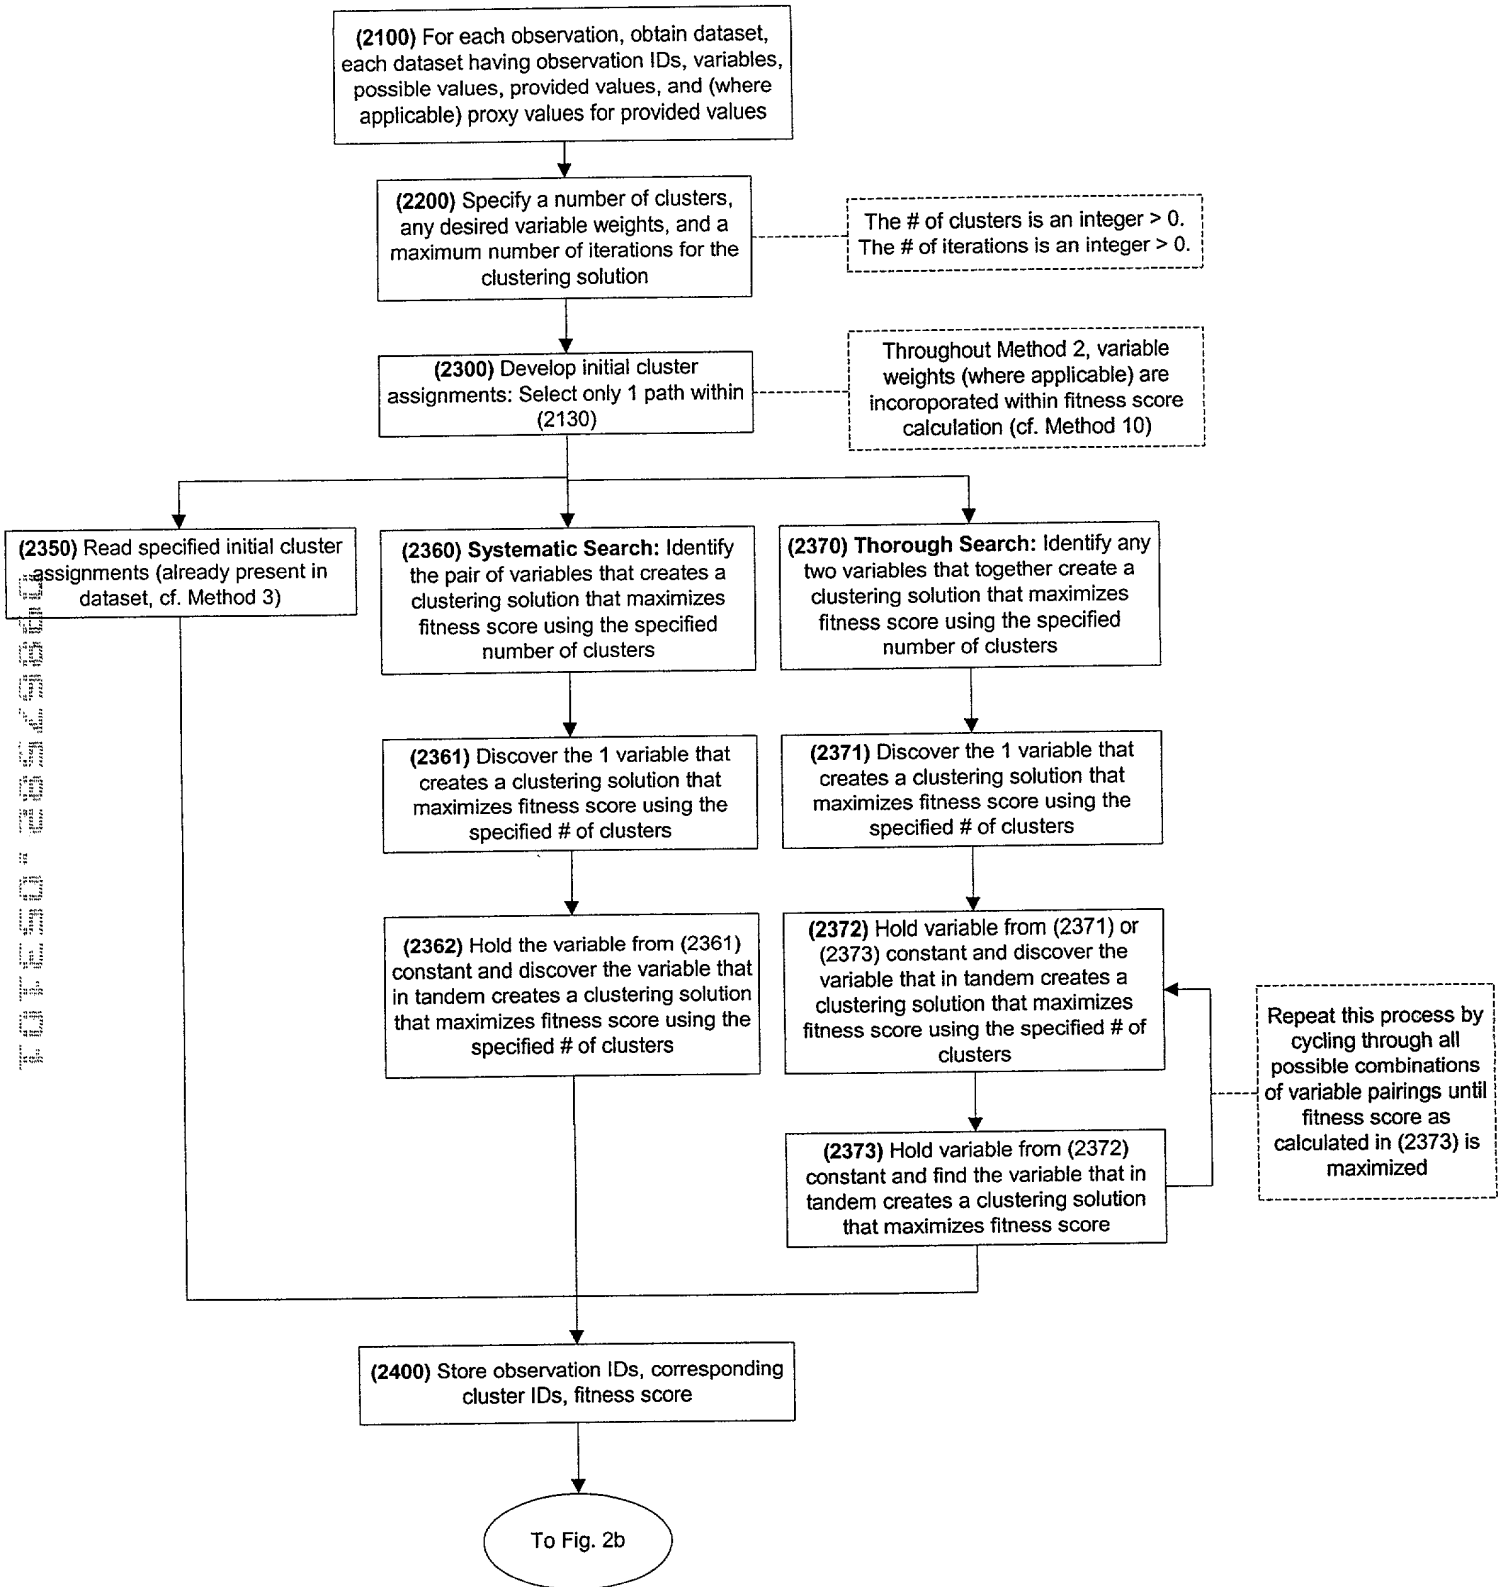 (2100) For each observation, obtain dataset,
each dataset having observation IDs, variables,
possible values, provided values, and (where
applicable) proxy values for provided values
(2200) Specify a number of clusters,
any desired variable weights, and a
maximum number of iterations for the
clustering solution
The # of clusters is an integer > 0.
The # of iterations is an integer > 0.
(2300) Develop initial cluster
assignments: Select only 1 path within
(2130)
Throughout Method 2, variable
weights (where applicable) are
incoroporated within fitness score
calculation (cf. Method 10)
(2350) Read specified initial cluster
assignments (already present in
dataset, cf. Method 3)
(2360) Systematic Search: Identify
the pair of variables that creates a
clustering solution that maximizes
fitness score using the specified
number of clusters
(2370) Thorough Search: Identify any
two variables that together create a
clustering solution that maximizes
fitness score using the specified
number of clusters
(2361) Discover the 1 variable that
creates a clustering solution that
maximizes fitness score using the
specified # of clusters
(2371) Discover the 1 variable that
creates a clustering solution that
maximizes fitness score using the
specified # of clusters
(2362) Hold the variable from (2361)
constant and discover the variable that
in tandem creates a clustering solution
that maximizes fitness score using the
specified # of clusters
(2372) Hold variable from (2371) or
(2373) constant and discover the
variable that in tandem creates a
clustering solution that maximizes
fitness score using the specified # of
clusters
Repeat this process by
cycling through all
possible combinations
of variable pairings until
fitness score as
calculated in (2373) is
maximized
(2373) Hold variable from (2372)
constant and find the variable that in
tandem creates a clustering solution
that maximizes fitness score
(2400) Store observation IDs, corresponding
cluster IDs, fitness score
To Fig. 2b